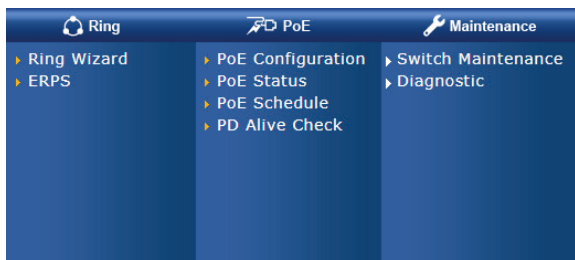 Ring
Ring Wizard
ERPS
PoE
PoE Configuration
PoE Status
PoE Schedule
PD Alive Check
Maintenance
Switch Maintenance
Diagnostic